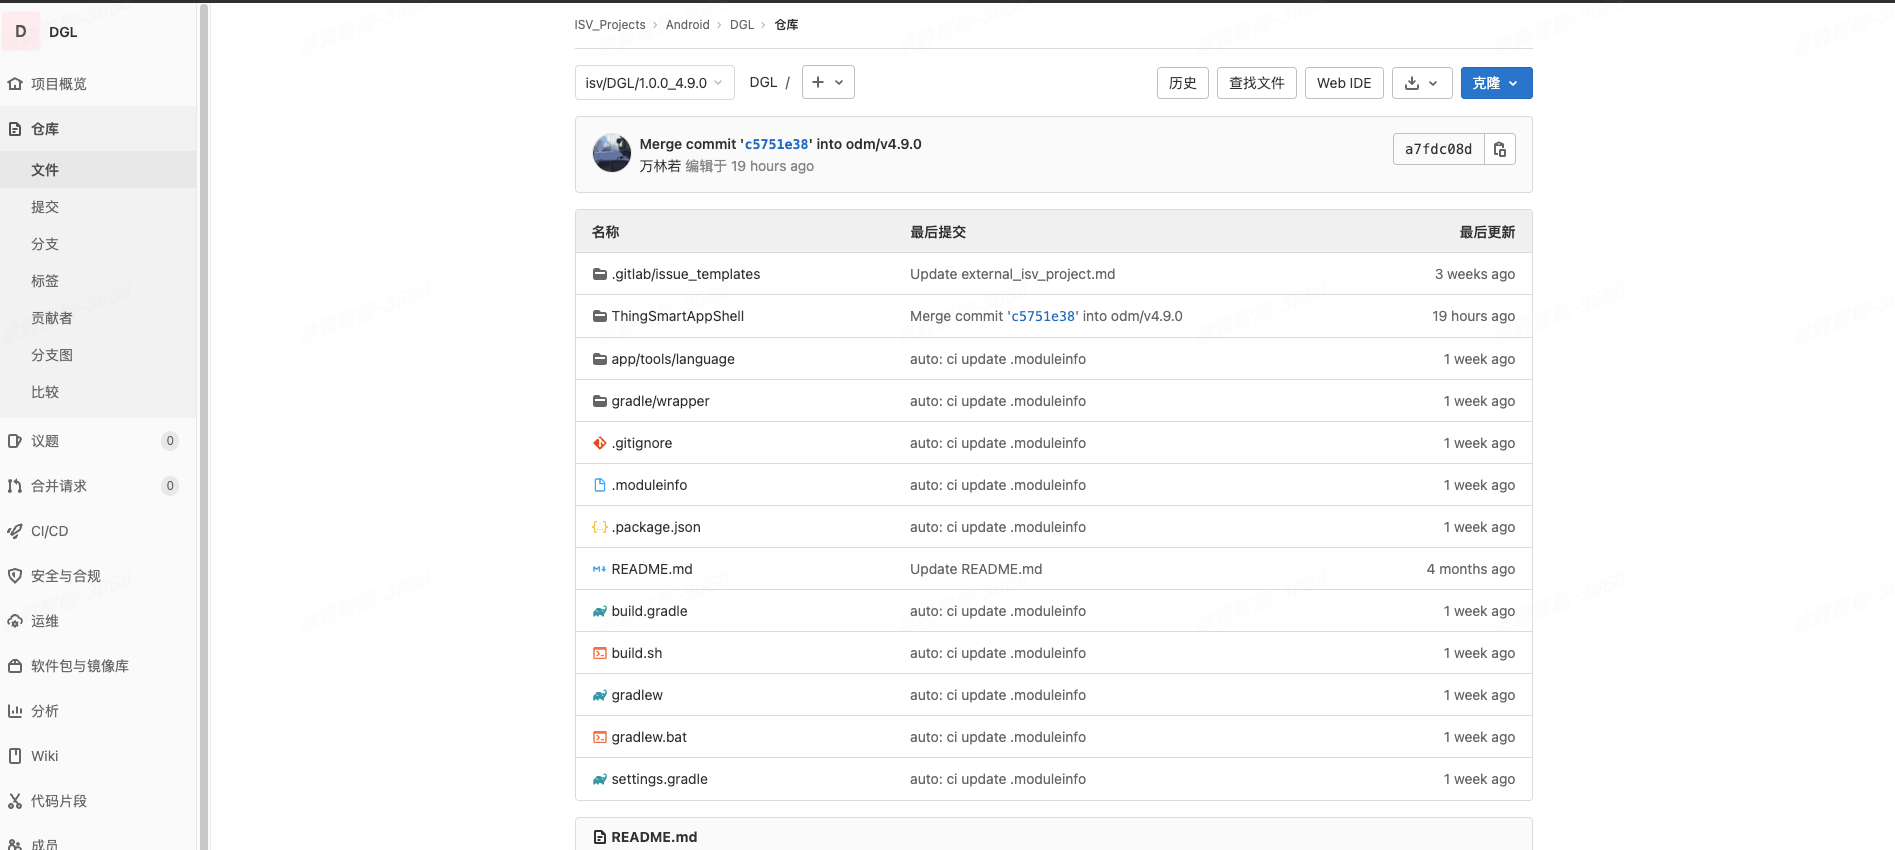 D DGL
项目概览
仓库
文件
提交
分支
标签
贡献者
分支图
比较
议题 0
合并请求 0
CI/CD
安全与合规
运维
软件包与镜像库
分析
Wiki
代码片段
成员
ISV_Projects › Android › DGL › 仓库
isv/DGL/1.0.0_4.9.0 DGL / +
历史 查找文件 Web IDE 克隆
Merge commit 'c5751e38' into odm/v4.9.0
万林若 编辑于 19 hours ago
a7fdc08d
名称 最后提交 最后更新
.gitlab/issue_templates Update external_isv_project.md 3 weeks ago
ThingSmartAppShell Merge commit 'c5751e38' into odm/v4.9.0 19 hours ago
app/tools/language auto: ci update .moduleinfo 1 week ago
gradle/wrapper auto: ci update .moduleinfo 1 week ago
.gitignore auto: ci update .moduleinfo 1 week ago
.moduleinfo auto: ci update .moduleinfo 1 week ago
.package.json auto: ci update .moduleinfo 1 week ago
README.md Update README.md 4 months ago
build.gradle auto: ci update .moduleinfo 1 week ago
build.sh auto: ci update .moduleinfo 1 week ago
gradlew auto: ci update .moduleinfo 1 week ago
gradlew.bat auto: ci update .moduleinfo 1 week ago
settings.gradle auto: ci update .moduleinfo 1 week ago
README.md